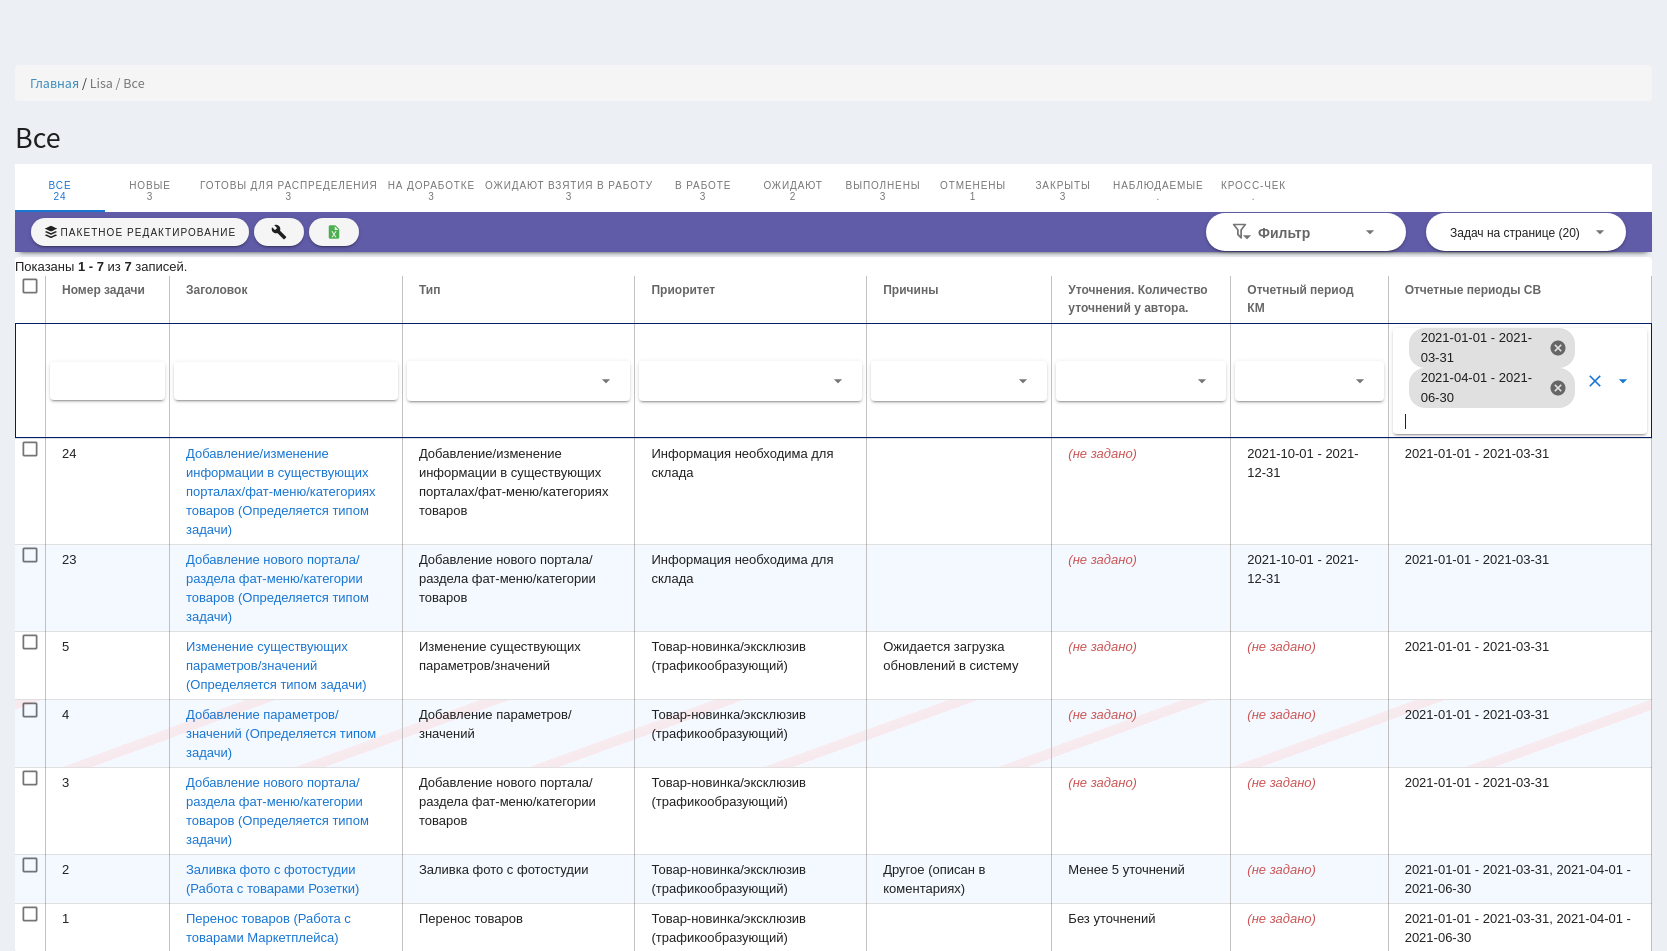 Главная / Lisa / Все
Все
ВСЕ НОВЫЕ ГОТОВЫ ДЛЯ РАСПРЕДЕЛЕНИЯ НА ДОРАБОТКЕ ОЖИДАЮТ ВЗЯТИЯ В РАБОТУ В РАБОТЕ ОЖИДАЮТ ВЫПОЛНЕНЫ ОТМЕНЕНЫ ЗАКРЫТЫ НАБЛЮДАЕМЫЕ КРОСС-ЧЕК
24 3 3 3 3 3 2 3 1 3 . .
ПАКЕТНОЕ РЕДАКТИРОВАНИЕ Фильтр Задач на странице (20)
Показаны 1 - 7 из 7 записей.
Номер задачи Заголовок Тип Приоритет Причины Уточнения. Количество Отчетный период Отчетные периоды СВ
уточнений у автора. КМ
2021-01-01 - 2021-
03-31
2021-04-01 - 2021-
06-30
24 Добавление/изменение Добавление/изменение Информация необходима для (не задано) 2021-10-01 - 2021- 2021-01-01 - 2021-03-31
информации в существующих информации в существующих склада 12-31
порталах/фат-меню/категориях порталах/фат-меню/категориях
товаров (Определяется типом товаров
задачи)
23 Добавление нового портала/ Добавление нового портала/ Информация необходима для (не задано) 2021-10-01 - 2021- 2021-01-01 - 2021-03-31
раздела фат-меню/категории раздела фат-меню/категории склада 12-31
товаров (Определяется типом товаров
задачи)
5 Изменение существующих Изменение существующих Товар-новинка/эксклюзив Ожидается загрузка (не задано) (не задано) 2021-01-01 - 2021-03-31
параметров/значений параметров/значений (трафикообразующий) обновлений в систему
(Определяется типом задачи)
4 Добавление параметров/ Добавление параметров/ Товар-новинка/эксклюзив (не задано) (не задано) 2021-01-01 - 2021-03-31
значений (Определяется типом значений (трафикообразующий)
задачи)
3 Добавление нового портала/ Добавление нового портала/ Товар-новинка/эксклюзив (не задано) (не задано) 2021-01-01 - 2021-03-31
раздела фат-меню/категории раздела фат-меню/категории (трафикообразующий)
товаров (Определяется типом товаров
задачи)
2 Заливка фото с фотостудии Заливка фото с фотостудии Товар-новинка/эксклюзив Другое (описан в Менее 5 уточнений (не задано) 2021-01-01 - 2021-03-31, 2021-04-01 -
(Работа с товарами Розетки) (трафикообразующий) коментариях) 2021-06-30
1 Перенос товаров (Работа с Перенос товаров Товар-новинка/эксклюзив Без уточнений (не задано) 2021-01-01 - 2021-03-31, 2021-04-01 -
товарами Маркетплейса) (трафикообразующий) 2021-06-30